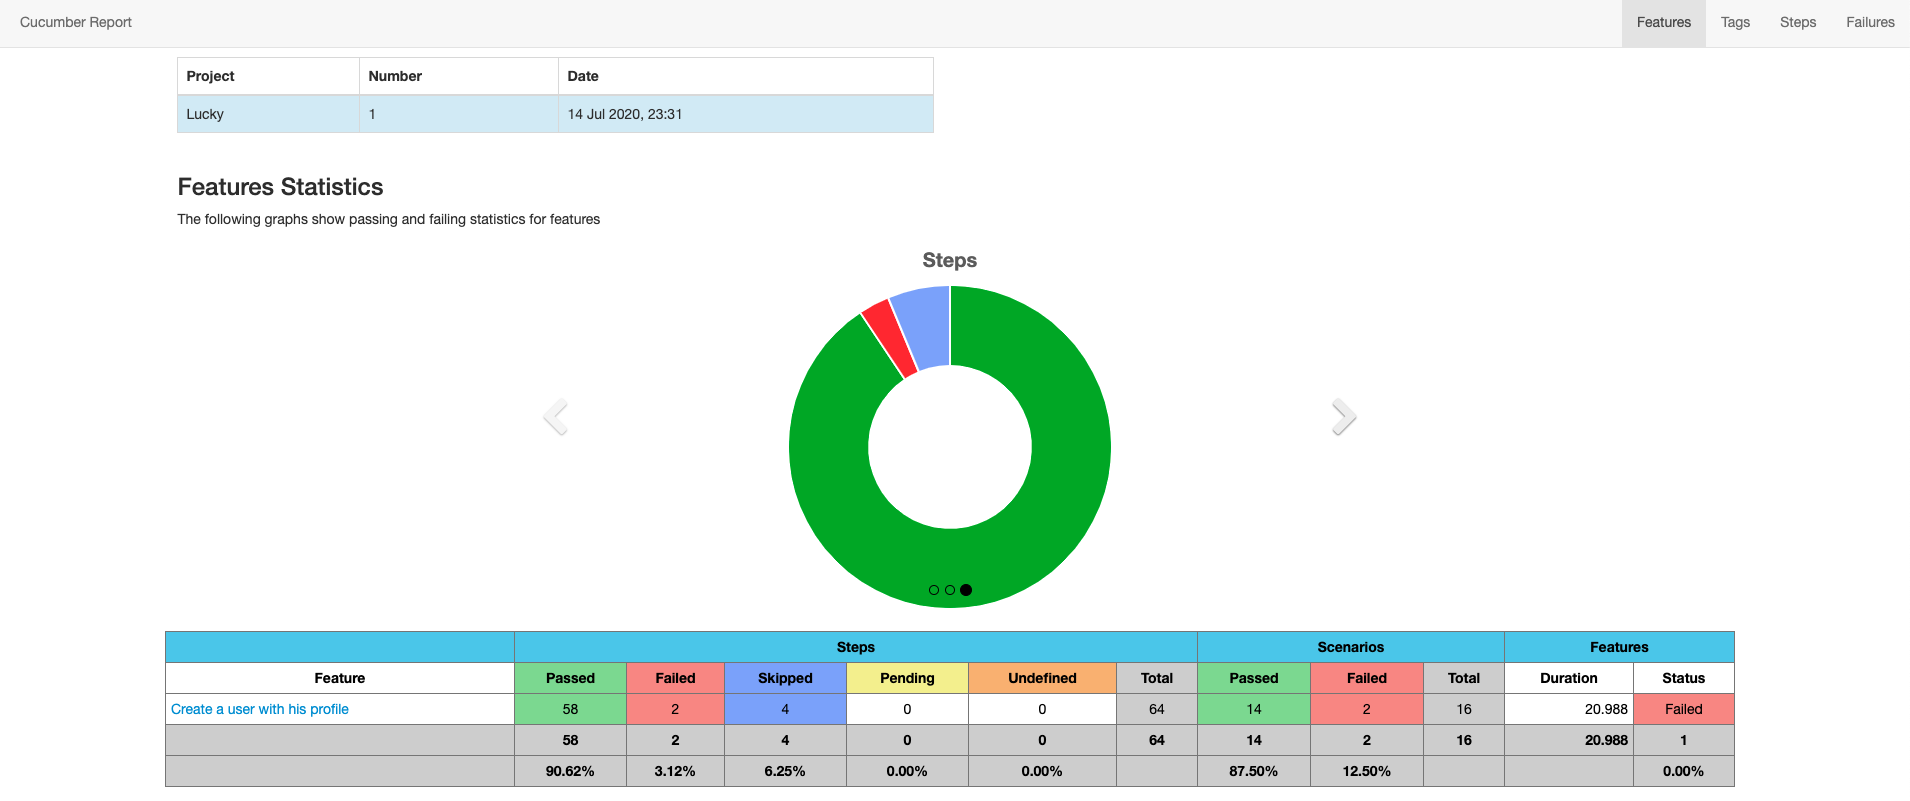 Cucumber Report Features Tags Steps Failures
Project Number Date
Lucky 1 14 Jul 2020, 23:31
Features Statistics
The following graphs show passing and failing statistics for features
Steps
Steps Scenarios Features
Feature Passed Failed Skipped Pending Undefined Total Passed Failed Total Duration Status
Create a user with his profile 58 2 4 0 0 64 14 2 16 20.988 Failed
58 2 4 0 0 64 14 2 16 20.988 1
90.62% 3.12% 6.25% 0.00% 0.00% 87.50% 12.50% 0.00%